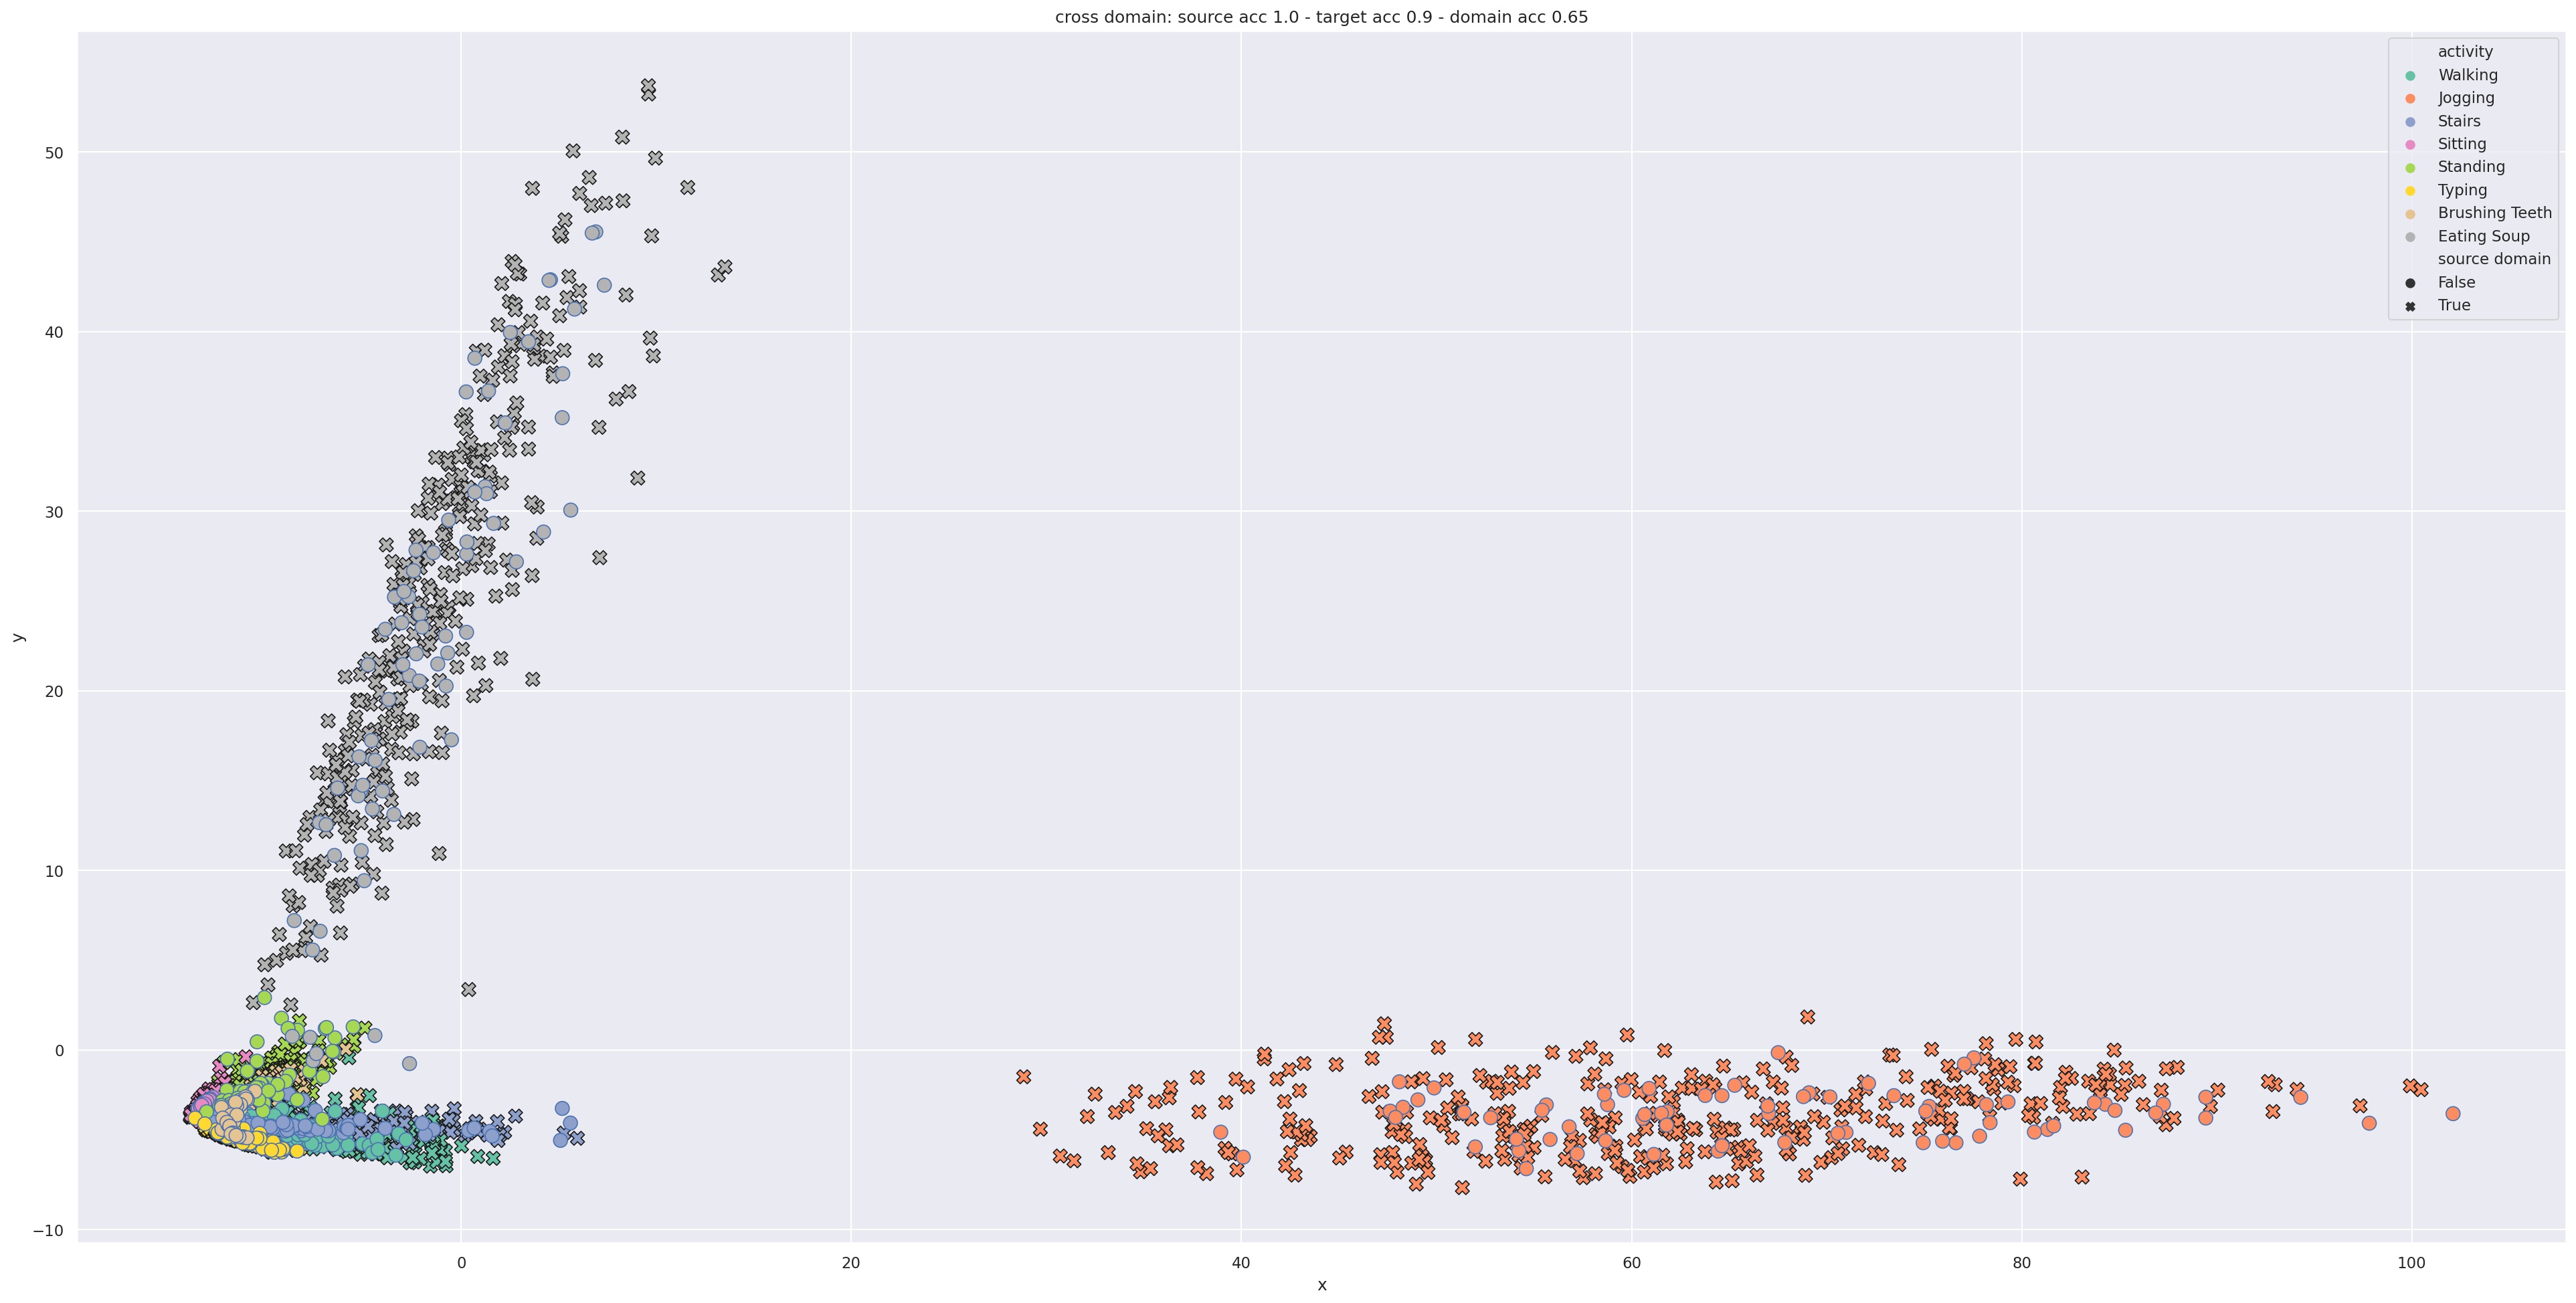 cross domain: source acc 1.0 - target acc 0.9 - domain acc 0.65
activity
Walking
Jogging
Stairs
Sitting
Standing
Typing
Brushing Teeth
Eating Soup
source domain
False
True
50
40
30
20
10
0
−10
y
0
20
40
60
80
100
x